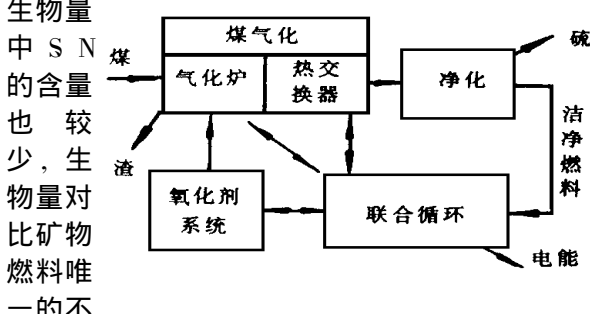 生物量
中 S N
的含量
也 较
少，生
物量对
比矿物
燃料唯
一的不
煤
煤气化
气化炉
热交
换器
净化
硫
渣
洁
净
燃
料
氧化剂
系统
联合循环
电能